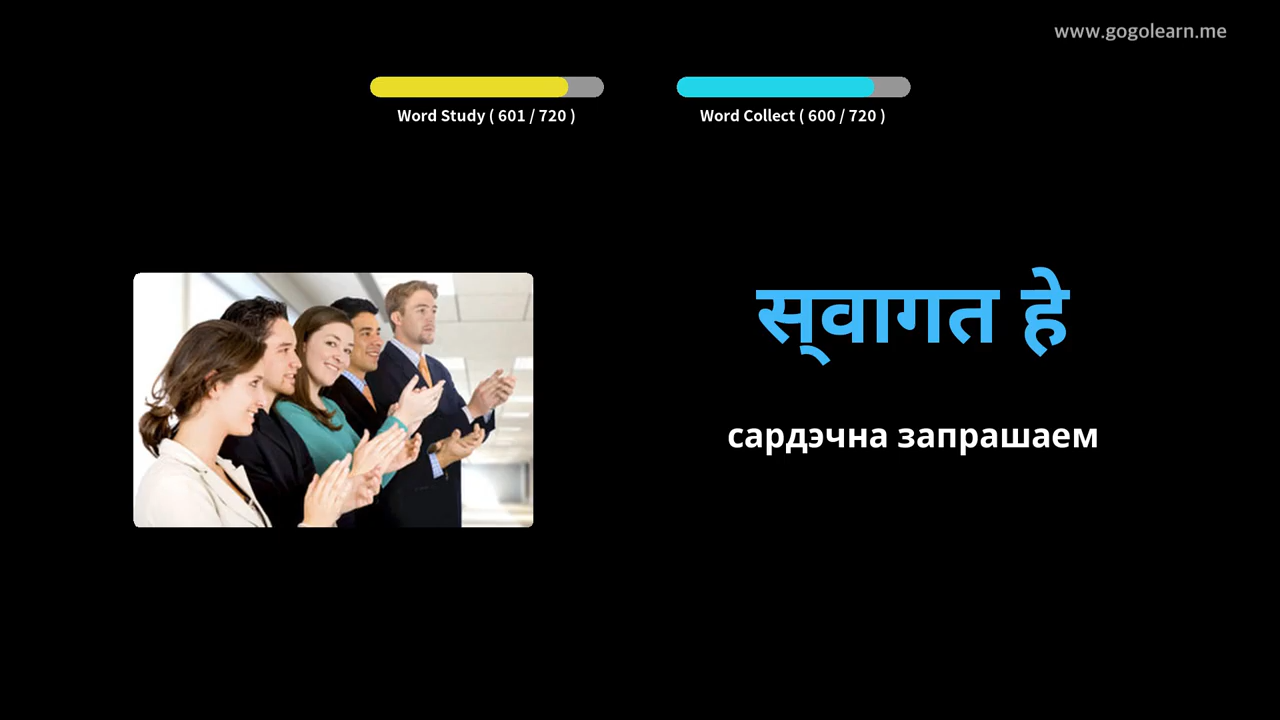 www.gogolearn.me
Word Study ( 601 / 720 )
Word Collect ( 600 / 720 )
स्‌वागत हे
сардэчна запрашаем